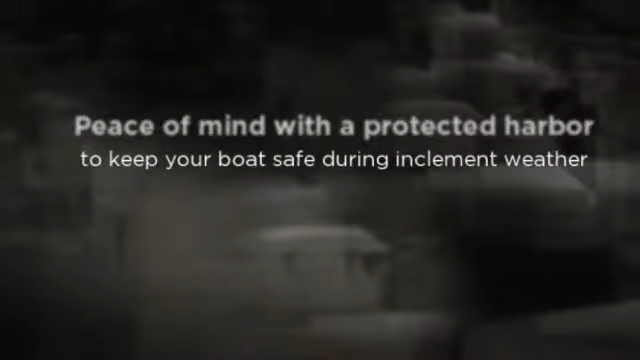 Peace of mind with a protected harbor
to keep your boat safe during inclement weather